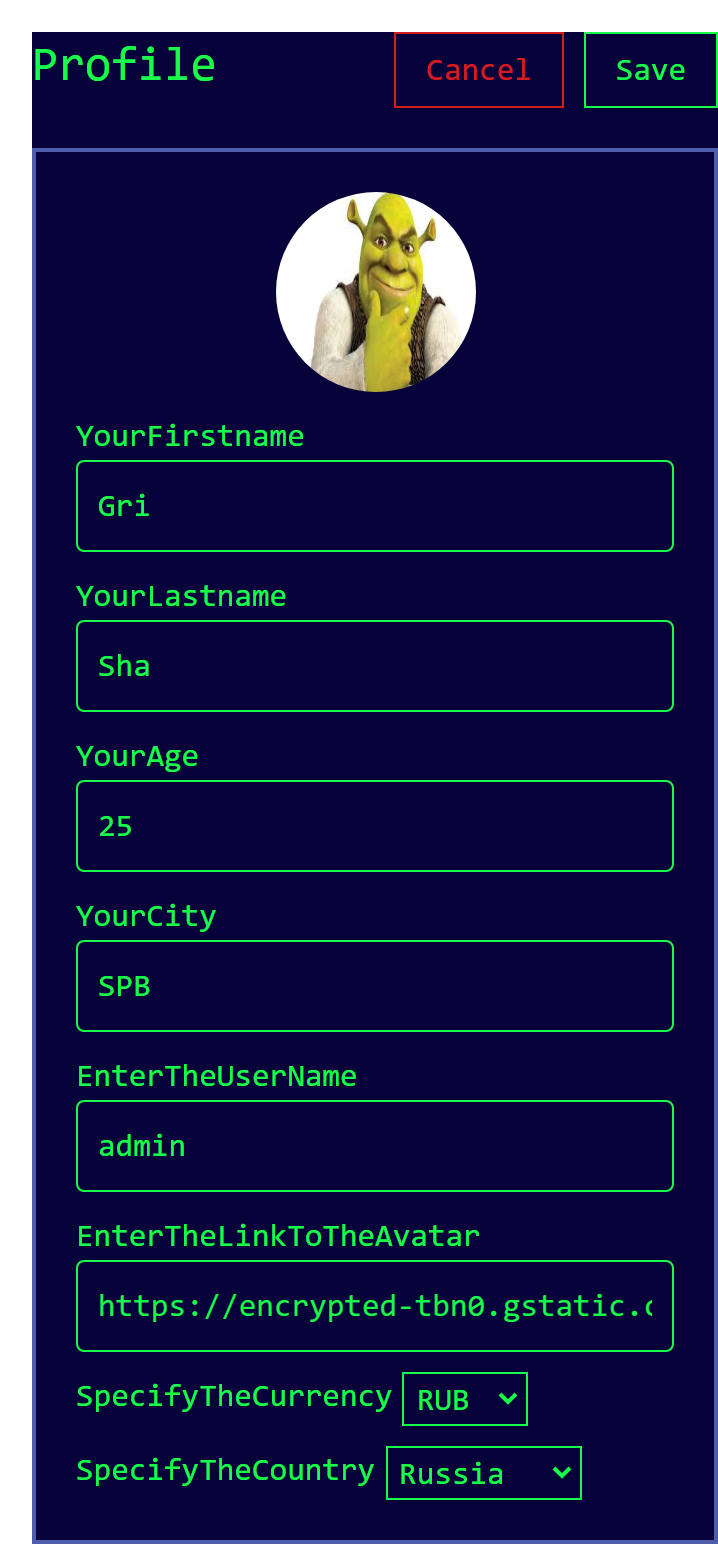 Profile Cancel Save
YourFirstname
Gri
YourLastname
Sha
YourAge
25
YourCity
SPB
EnterTheUserName
admin
EnterTheLinkToTheAvatar
https://encrypted-tbn0.gstatic.c
SpecifyTheCurrency RUB
SpecifyTheCountry Russia